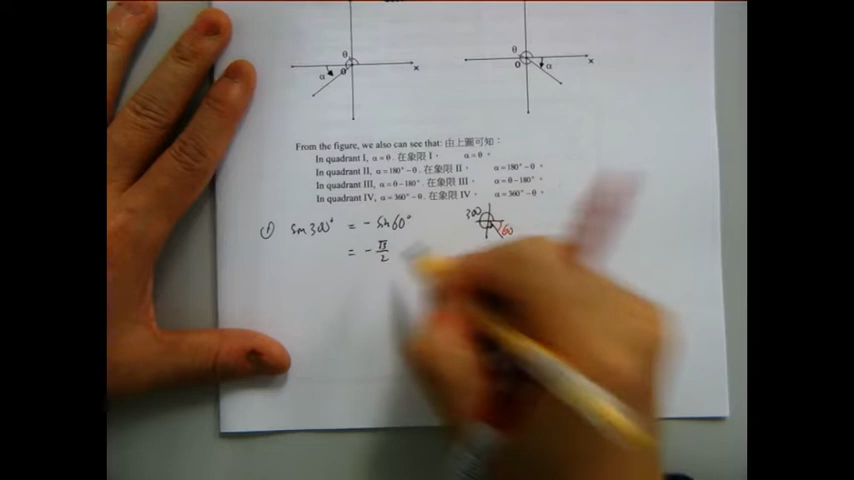 θ θ
α O x O α x
From the figure, we also can see that: 由上圖可知：
In quadrant I, α = θ . 在象限 I， α = θ 。
In quadrant II, α = 180° − θ . 在象限 II， α = 180° − θ 。
In quadrant III, α = θ − 180° . 在象限 III， α = θ − 180° 。
In quadrant IV, α = 360° − θ . 在象限 IV， α = 360° − θ 。
① sin 300° = − sin 60° 300 60
= − √3/2